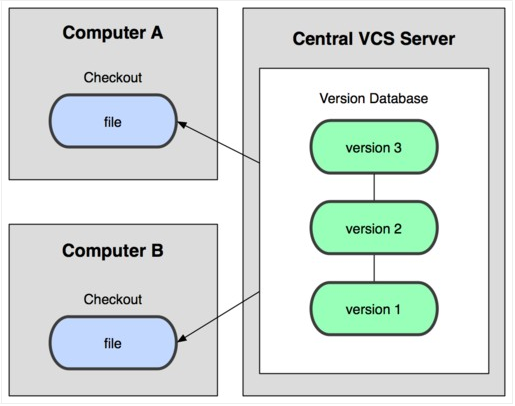 Computer A
Checkout
file
Computer B
Checkout
file
Central VCS Server
Version Database
version 3
version 2
version 1